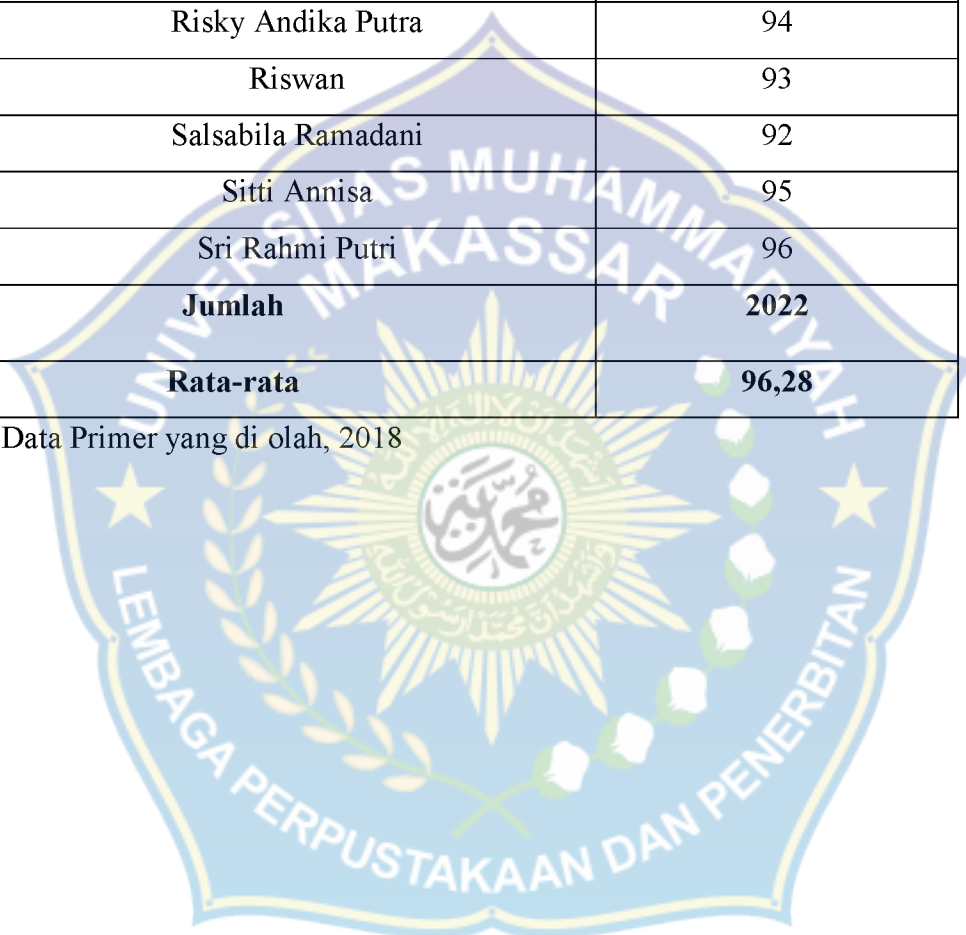 Risky Andika Putra 94
Riswan 93
Salsabila Ramadani 92
Sitti Annisa 95
Sri Rahmi Putri 96
Jumlah 2022
Rata-rata 96,28
Data Primer yang di olah, 2018
UNIVERSITAS MUHAMMADIYAH
MAKASSAR
LEMBAGA PERPUSTAKAAN DAN PENERBITAN